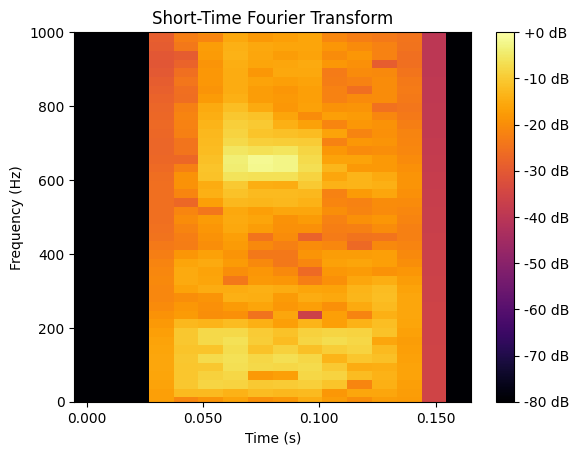 Short-Time Fourier Transform
1000
800
600
400
200
0
Frequency (Hz)
0.000
0.050
0.100
0.150
Time (s)
+0 dB
-10 dB
-20 dB
-30 dB
-40 dB
-50 dB
-60 dB
-70 dB
-80 dB